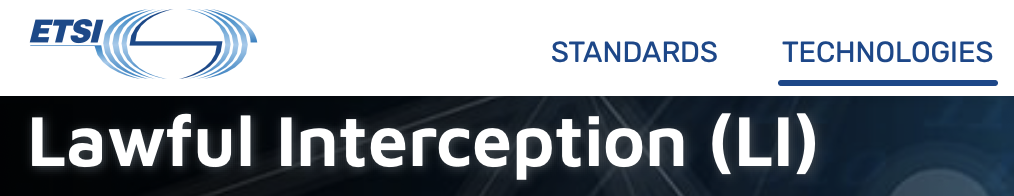 ETSI
STANDARDS TECHNOLOGIES
Lawful Interception (LI)